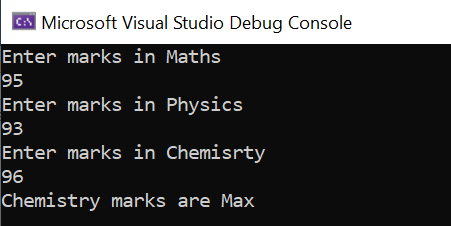 C:\
Microsoft Visual Studio Debug Console
Enter marks in Maths
95
Enter marks in Physics
93
Enter marks in Chemisrty
96
Chemistry marks are Max